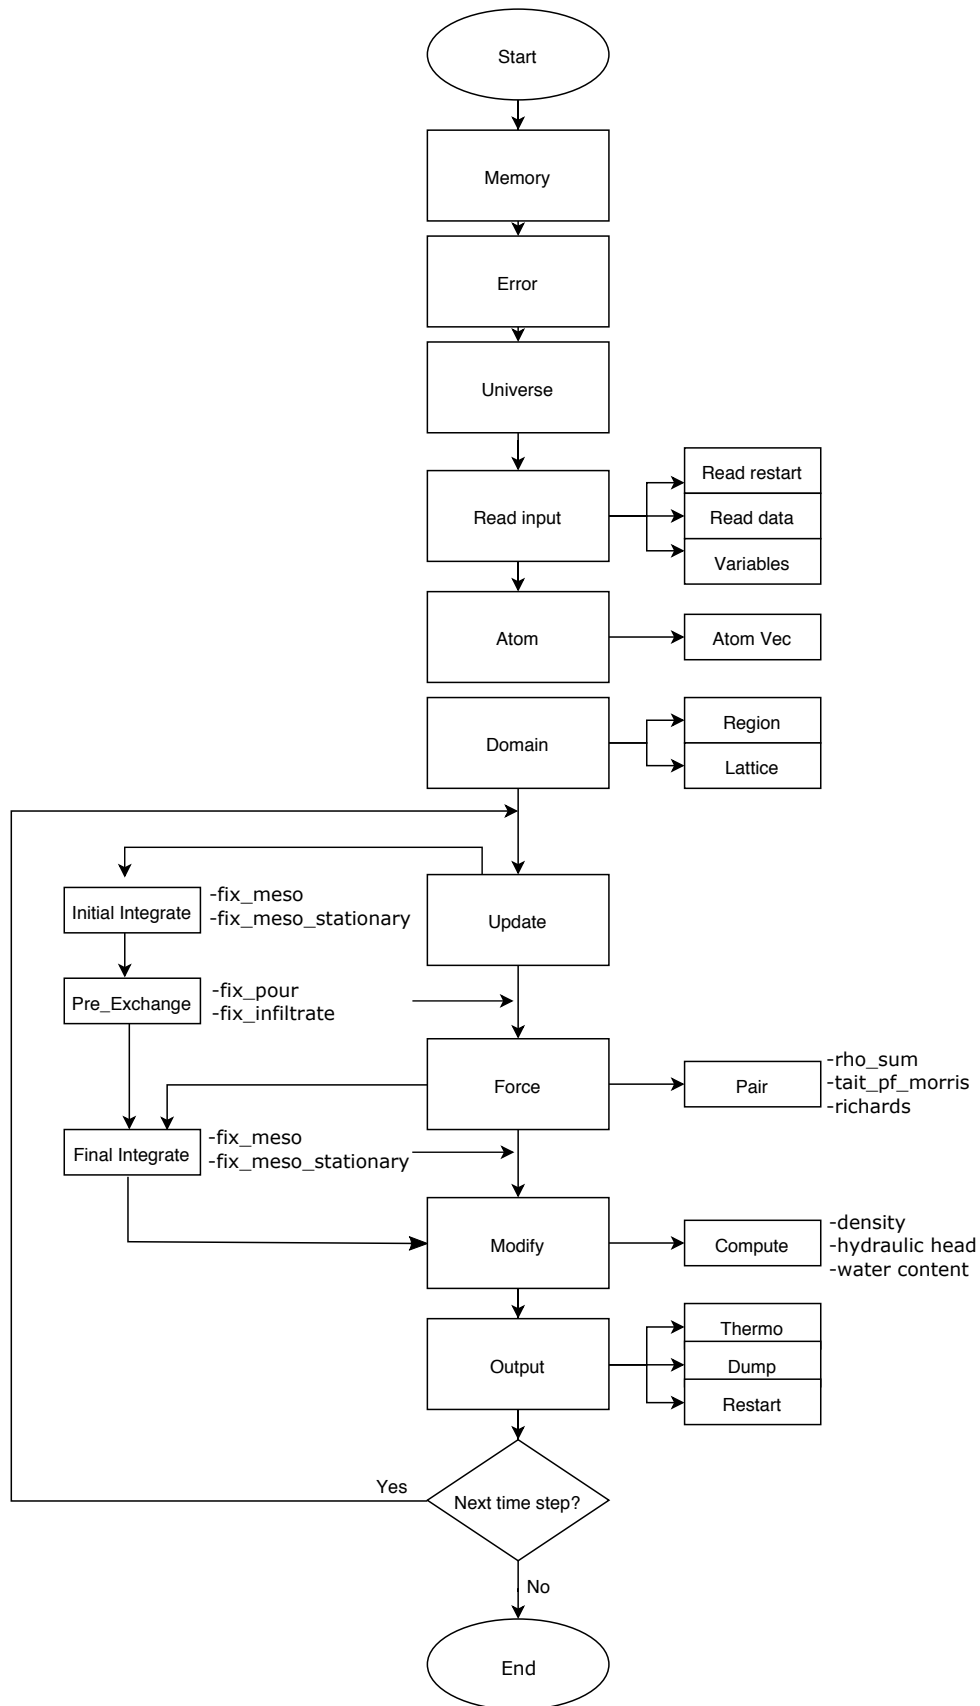 Start
Memory
Error
Universe
Read input
Read restart
Read data
Variables
Atom
Atom Vec
Domain
Region
Lattice
Update
Initial Integrate
-fix_meso
-fix_meso_stationary
Pre_Exchange
-fix_pour
-fix_infiltrate
Force
Pair
-rho_sum
-tait_pf_morris
-richards
Final Integrate
-fix_meso
-fix_meso_stationary
Modify
Compute
-density
-hydraulic head
-water content
Output
Thermo
Dump
Restart
Next time step?
Yes
No
End